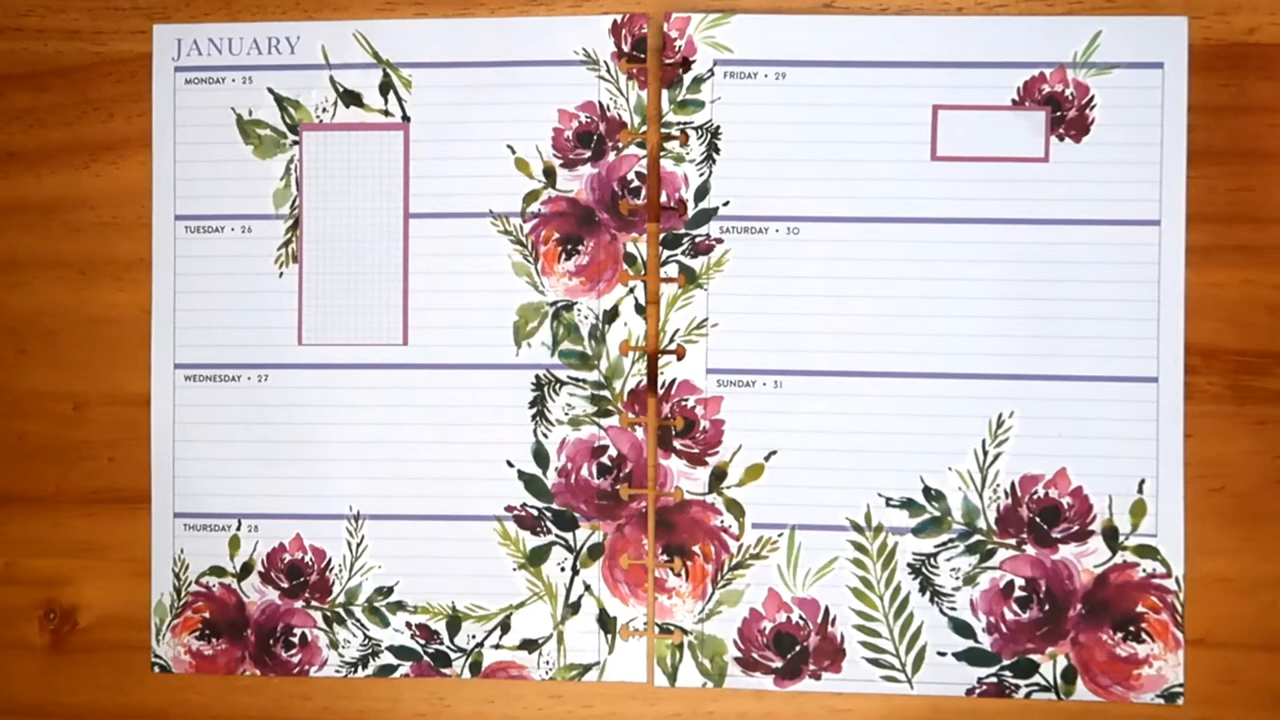 JANUARY
MONDAY • 25
TUESDAY • 26
WEDNESDAY • 27
THURSDAY 28
FRIDAY • 29
SATURDAY • 30
SUNDAY • 31